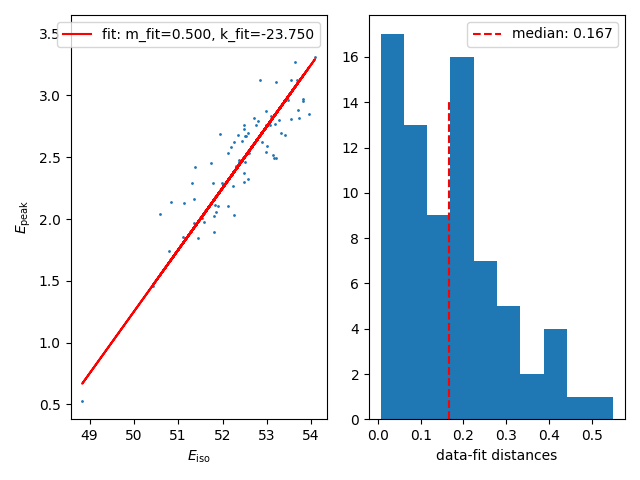 fit: m_fit=0.500, k_fit=-23.750
3.5
3.0
2.5
2.0
1.5
1.0
0.5
E_peak
49 50 51 52 53 54
E_iso
median: 0.167
16
14
12
10
8
6
4
2
0
0.0 0.1 0.2 0.3 0.4 0.5
data-fit distances